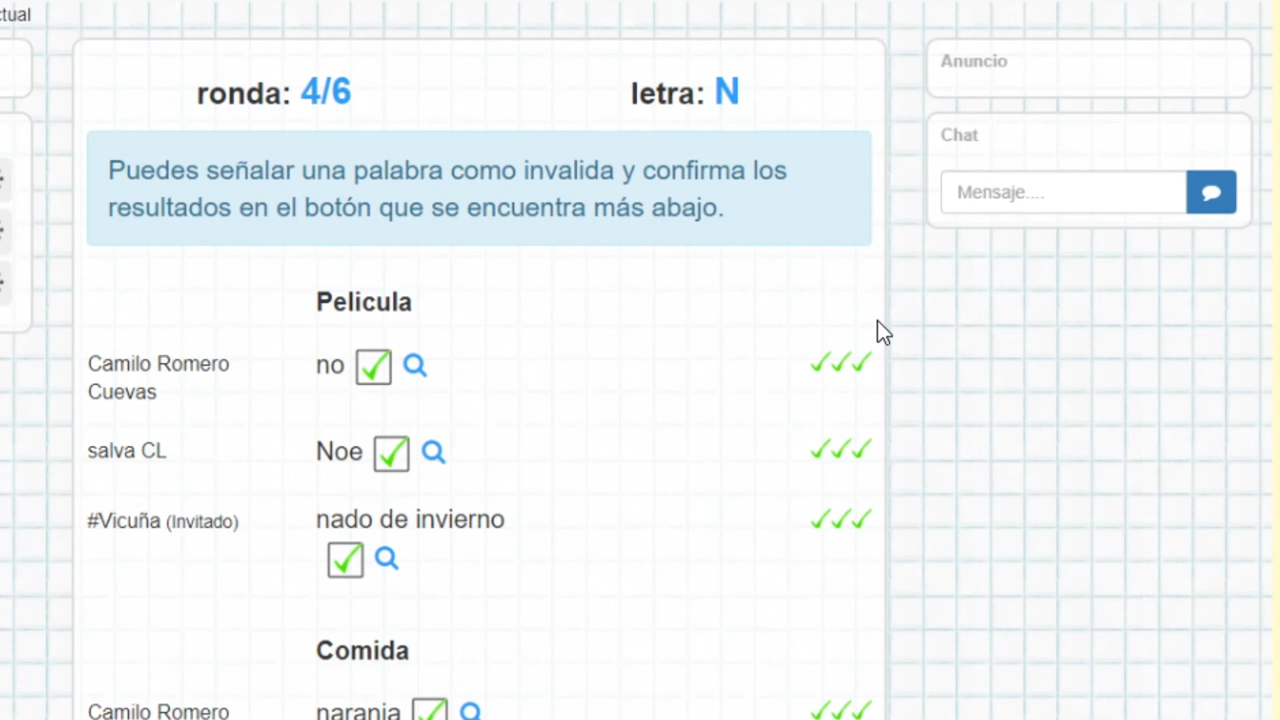 ctual
ronda: 4/6
letra: N
Anuncio
Puedes señalar una palabra como invalida y confirma los
resultados en el botón que se encuentra más abajo.
Chat
Mensaje....
Pelicula
Camilo Romero
Cuevas
no
salva CL
Noe
#Vicuña (Invitado)
nado de invierno
Comida
Camilo Romero
naranja